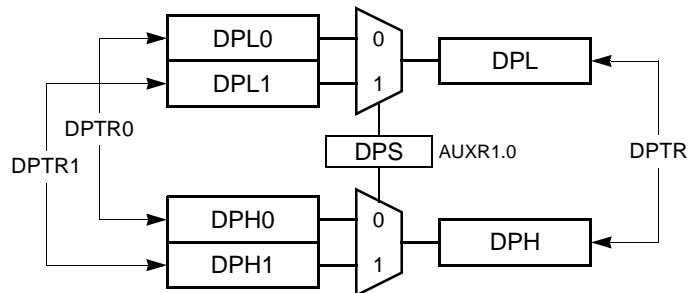 DPL0
0
DPL
DPL1
1
DPTR0
DPTR1
DPS
AUXR1.0
DPTR
DPH0
0
DPH
DPH1
1